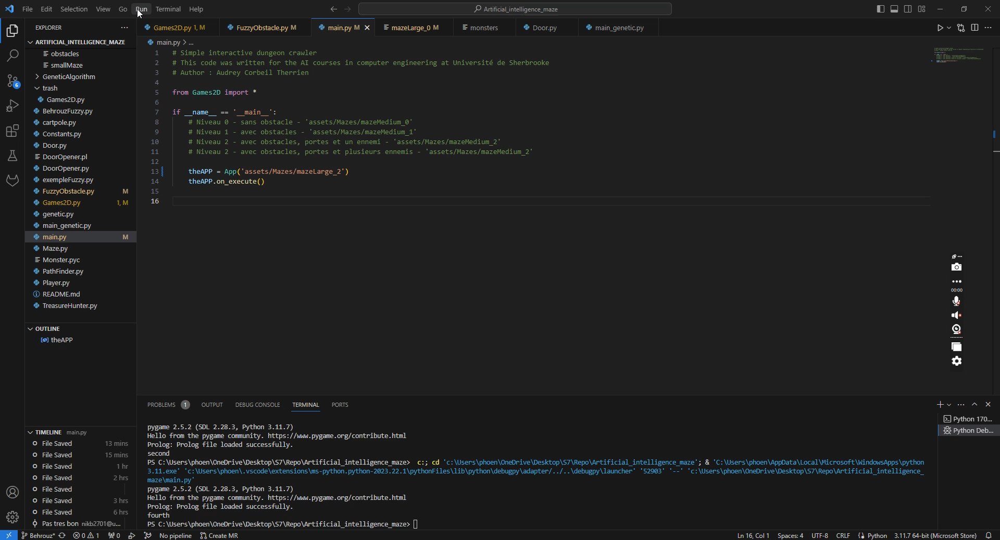 File Edit Selection View Go Run Terminal Help
Artificial_intelligence_maze
EXPLORER
Games2D.py 1, M
FuzzyObstacle.py M
main.py M
mazeLarge_0 M
monsters
Door.py
main_genetic.py
ARTIFICIAL_INTELLIGENCE_MAZE
obstacles
smallMaze
GeneticAlgorithm
trash
Games2D.py
BehrouzFuzzy.py
cartpole.py
Constants.py
Door.py
DoorOpener.pl
DoorOpener.py
exempleFuzzy.py
FuzzyObstacle.py M
Games2D.py 1, M
genetic.py
main_genetic.py
main.py M
Maze.py
Monster.pyc
PathFinder.py
Player.py
README.md
TreasureHunter.py
6
OUTLINE
theAPP
TIMELINE main.py
File Saved 13 mins
File Saved 15 mins
File Saved 1 hr
File Saved 2 hrs
File Saved
File Saved 3 hrs
File Saved 6 hrs
Pas tres bon nikb2701@u...
main.py > ...
1 # Simple interactive dungeon crawler
2 # This code was written for the AI courses in computer engineering at Université de Sherbrooke
3 # Author : Audrey Corbeil Therrien
4
5 from Games2D import *
6
7 if __name__ == '__main__':
8 # Niveau 0 - sans obstacle - 'assets/Mazes/mazeMedium_0'
9 # Niveau 1 - avec obstacles - 'assets/Mazes/mazeMedium_1'
10 # Niveau 2 - avec obstacles, portes et un ennemi - 'assets/Mazes/mazeMedium_2'
11 # Niveau 2 - avec obstacles, portes et plusieurs ennemis - 'assets/Mazes/mazeMedium_2'
12
13 theAPP = App('assets/Mazes/mazeLarge_2')
14 theAPP.on_execute()
15
16
00:00
PROBLEMS 1 OUTPUT DEBUG CONSOLE TERMINAL PORTS
pygame 2.5.2 (SDL 2.28.3, Python 3.11.7)
Hello from the pygame community. https://www.pygame.org/contribute.html
Prolog: Prolog file loaded successfully.
second
PS C:\Users\phoen\OneDrive\Desktop\S7\Repo\Artificial_intelligence_maze> c:; cd 'c:\Users\phoen\OneDrive\Desktop\S7\Repo\Artificial_intelligence_maze'; & 'C:\Users\phoen\AppData\Local\Microsoft\WindowsApps\python
3.11.exe' 'c:\Users\phoen\.vscode\extensions\ms-python.python-2023.22.1\pythonFiles\lib\python\debugpy\adapter/../..\debugpy\launcher' '52903' '--' 'c:\Users\phoen\OneDrive\Desktop\S7\Repo\Artificial_intelligence_
maze\main.py'
pygame 2.5.2 (SDL 2.28.3, Python 3.11.7)
Hello from the pygame community. https://www.pygame.org/contribute.html
Prolog: Prolog file loaded successfully.
fourth
PS C:\Users\phoen\OneDrive\Desktop\S7\Repo\Artificial_intelligence_maze>
Python 170...
Python Deb...
Behrouz* 0 1 0 No pipeline Create MR
Ln 16, Col 1 Spaces: 4 UTF-8 CRLF Python 3.11.7 64-bit (Microsoft Store)